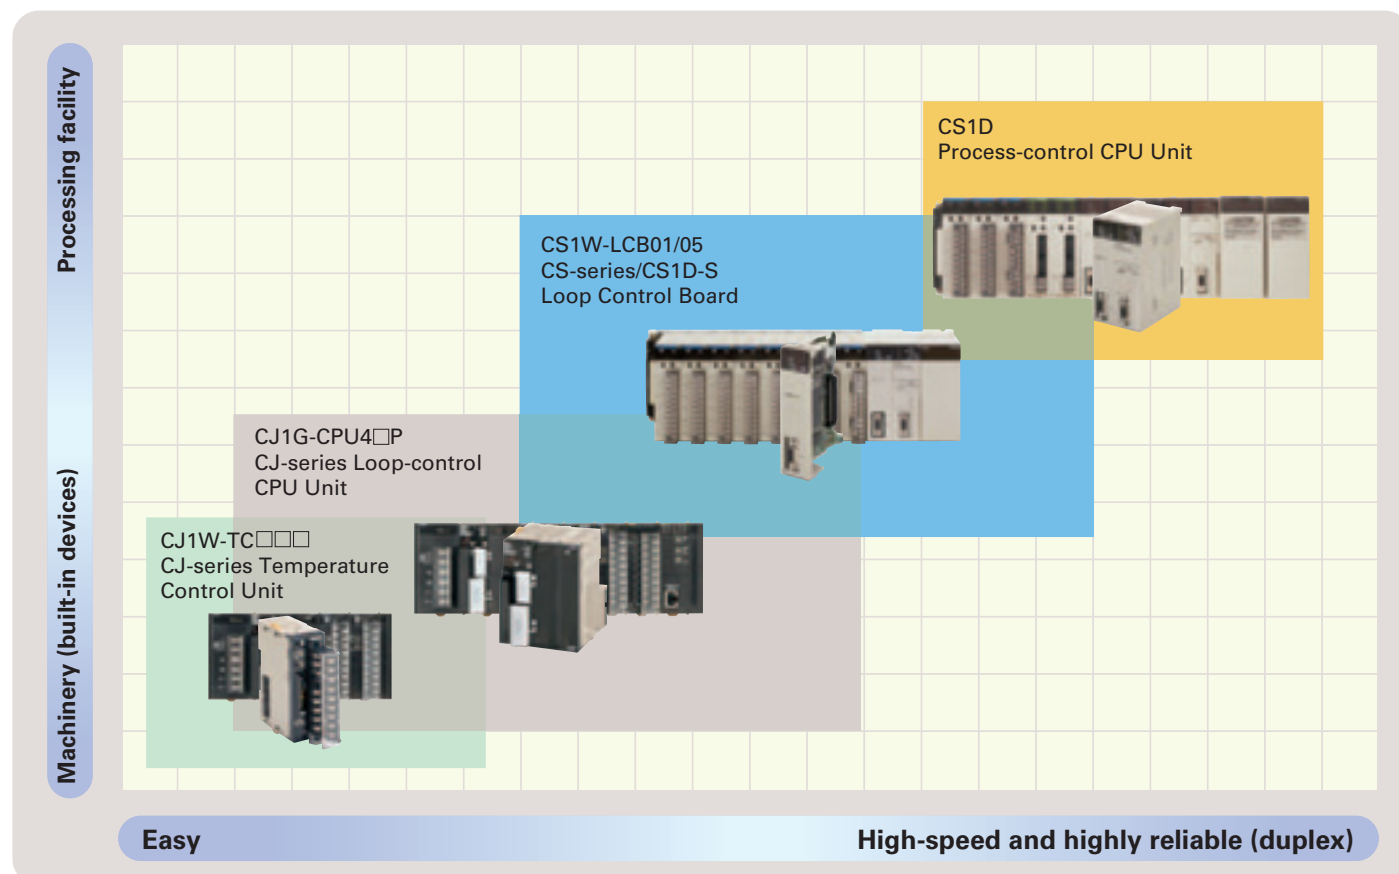 Processing facility
Machinery (built-in devices)
CS1D
Process-control CPU Unit
CS1W-LCB01/05
CS-series/CS1D-S
Loop Control Board
CJ1G-CPU4□P
CJ-series Loop-control
CPU Unit
CJ1W-TC□□□
CJ-series Temperature
Control Unit
Easy
High-speed and highly reliable (duplex)